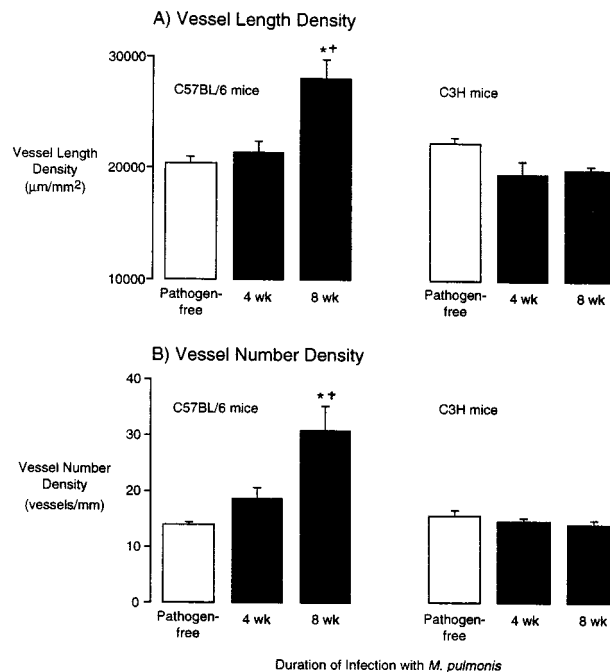 A) Vessel Length Density
30000
20000
10000
Vessel Length
Density
(µm/mm²)
C57BL/6 mice
*†
C3H mice
Pathogen-
free
4 wk
8 wk
Pathogen-
free
4 wk
8 wk
B) Vessel Number Density
40
30
20
10
0
Vessel Number
Density
(vessels/mm)
C57BL/6 mice
*†
C3H mice
Pathogen-
free
4 wk
8 wk
Pathogen-
free
4 wk
8 wk
Duration of Infection with M. pulmonis